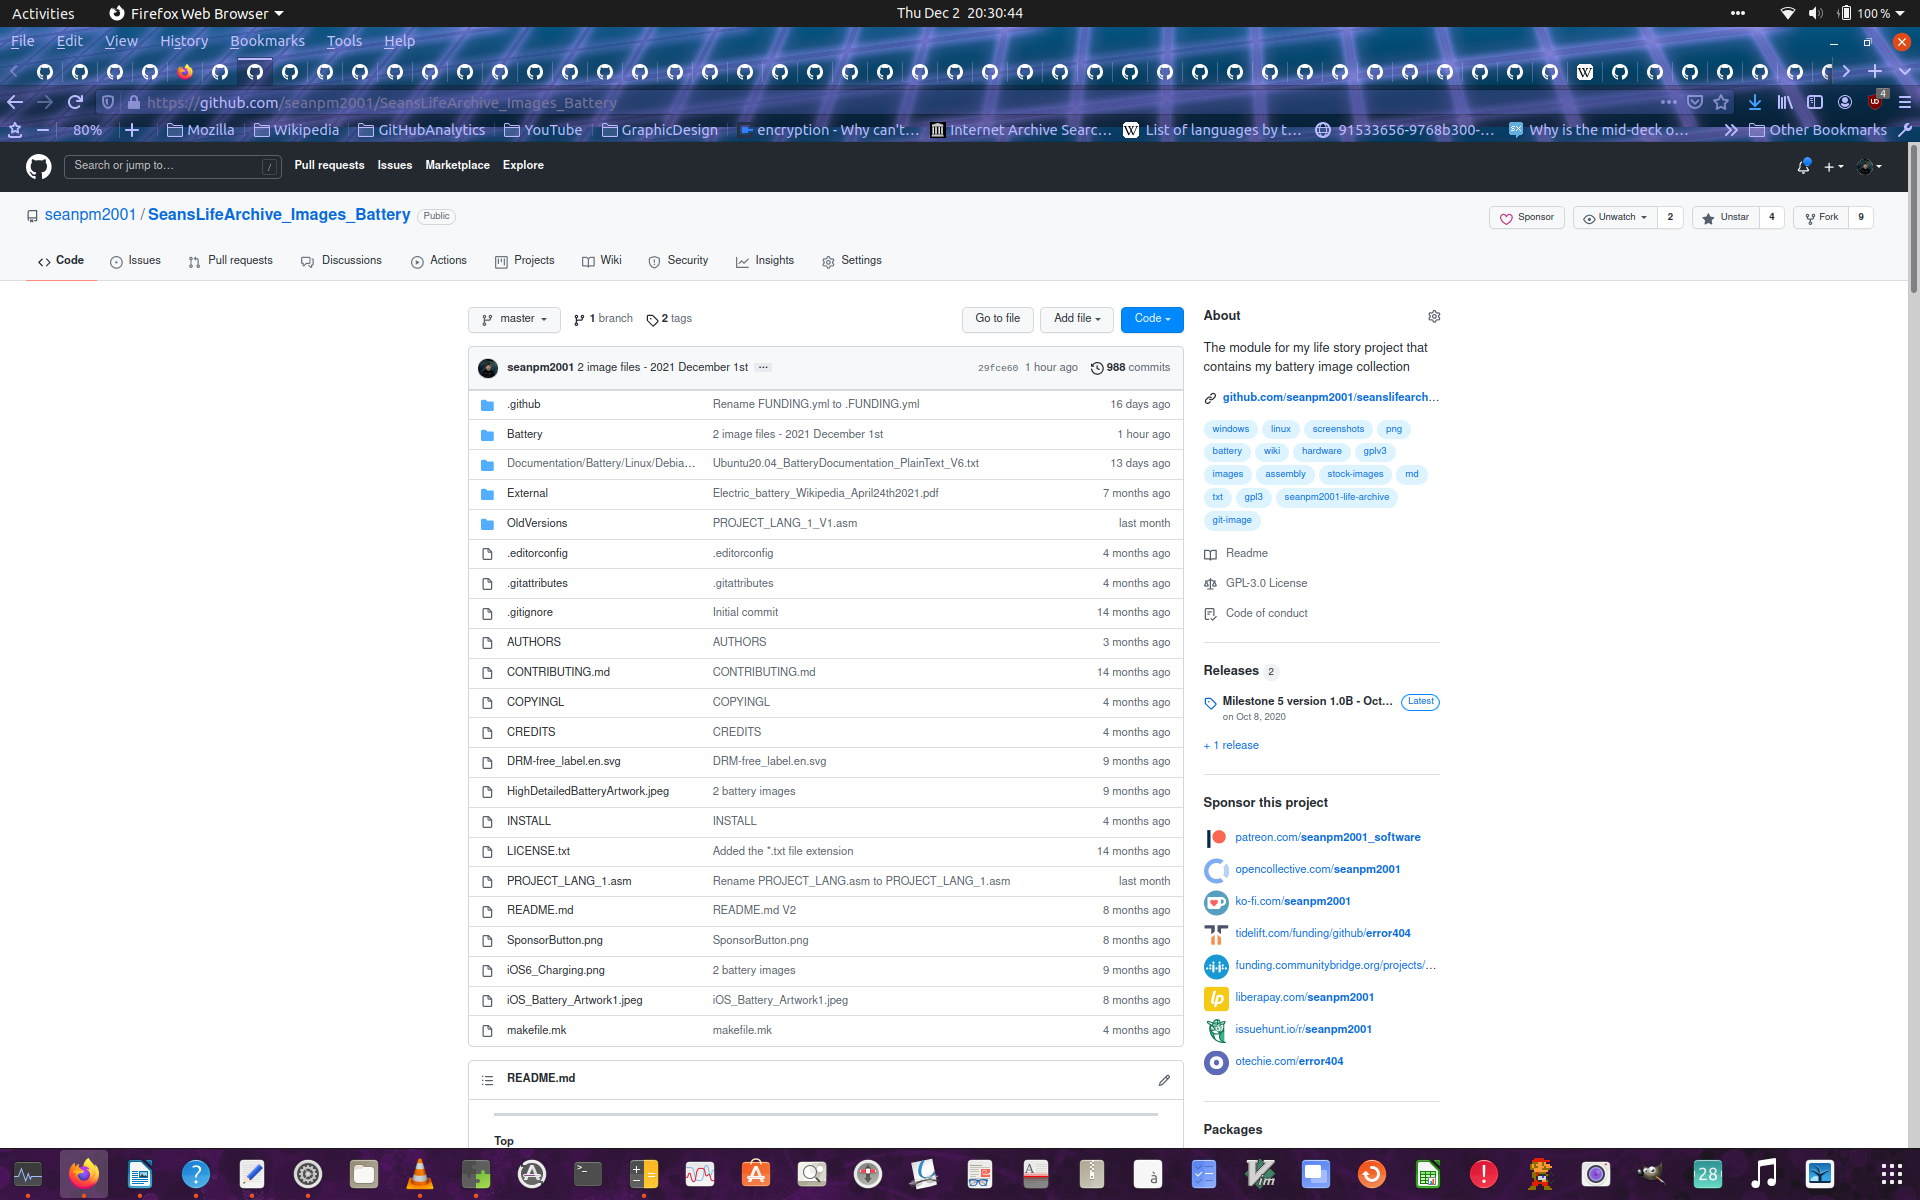 Activities Firefox Web Browser Thu Dec 2 20:30:44 100 %
File Edit View History Bookmarks Tools Help
https://github.com/seanpm2001/SeansLifeArchive_Images_Battery 4
80% Mozilla Wikipedia GitHubAnalytics YouTube GraphicDesign encryption - Why can't… Internet Archive Searc… List of languages by t… 91533656-9768b300-… Why is the mid-deck o… Other Bookmarks
Search or jump to… / Pull requests Issues Marketplace Explore
seanpm2001 / SeansLifeArchive_Images_Battery Public Sponsor Unwatch 2 Unstar 4 Fork 9
Code Issues Pull requests Discussions Actions Projects Wiki Security Insights Settings
master 1 branch 2 tags Go to file Add file Code
seanpm2001 2 image files - 2021 December 1st ... 29fce60 1 hour ago 988 commits
.github Rename FUNDING.yml to .FUNDING.yml 16 days ago
Battery 2 image files - 2021 December 1st 1 hour ago
Documentation/Battery/Linux/Debia… Ubuntu20.04_BatteryDocumentation_PlainText_V6.txt 13 days ago
External Electric_battery_Wikipedia_April24th2021.pdf 7 months ago
OldVersions PROJECT_LANG_1_V1.asm last month
.editorconfig .editorconfig 4 months ago
.gitattributes .gitattributes 4 months ago
.gitignore Initial commit 14 months ago
AUTHORS AUTHORS 3 months ago
CONTRIBUTING.md CONTRIBUTING.md 14 months ago
COPYINGL COPYINGL 4 months ago
CREDITS CREDITS 4 months ago
DRM-free_label.en.svg DRM-free_label.en.svg 9 months ago
HighDetailedBatteryArtwork.jpeg 2 battery images 9 months ago
INSTALL INSTALL 4 months ago
LICENSE.txt Added the *.txt file extension 14 months ago
PROJECT_LANG_1.asm Rename PROJECT_LANG.asm to PROJECT_LANG_1.asm last month
README.md README.md V2 8 months ago
SponsorButton.png SponsorButton.png 8 months ago
iOS6_Charging.png 2 battery images 9 months ago
iOS_Battery_Artwork1.jpeg iOS_Battery_Artwork1.jpeg 8 months ago
makefile.mk makefile.mk 4 months ago
README.md
Top
About
The module for my life story project that
contains my battery image collection
github.com/seanpm2001/seanslifearch…
windows linux screenshots png
battery wiki hardware gplv3
images assembly stock-images md
txt gpl3 seanpm2001-life-archive
git-image
Readme
GPL-3.0 License
Code of conduct
Releases 2
Milestone 5 version 1.0B - Oct… Latest
on Oct 8, 2020
+ 1 release
Sponsor this project
patreon.com/seanpm2001_software
opencollective.com/seanpm2001
ko-fi.com/seanpm2001
tidelift.com/funding/github/error404
funding.communitybridge.org/projects/…
liberapay.com/seanpm2001
issuehunt.io/r/seanpm2001
otechie.com/error404
Packages
28